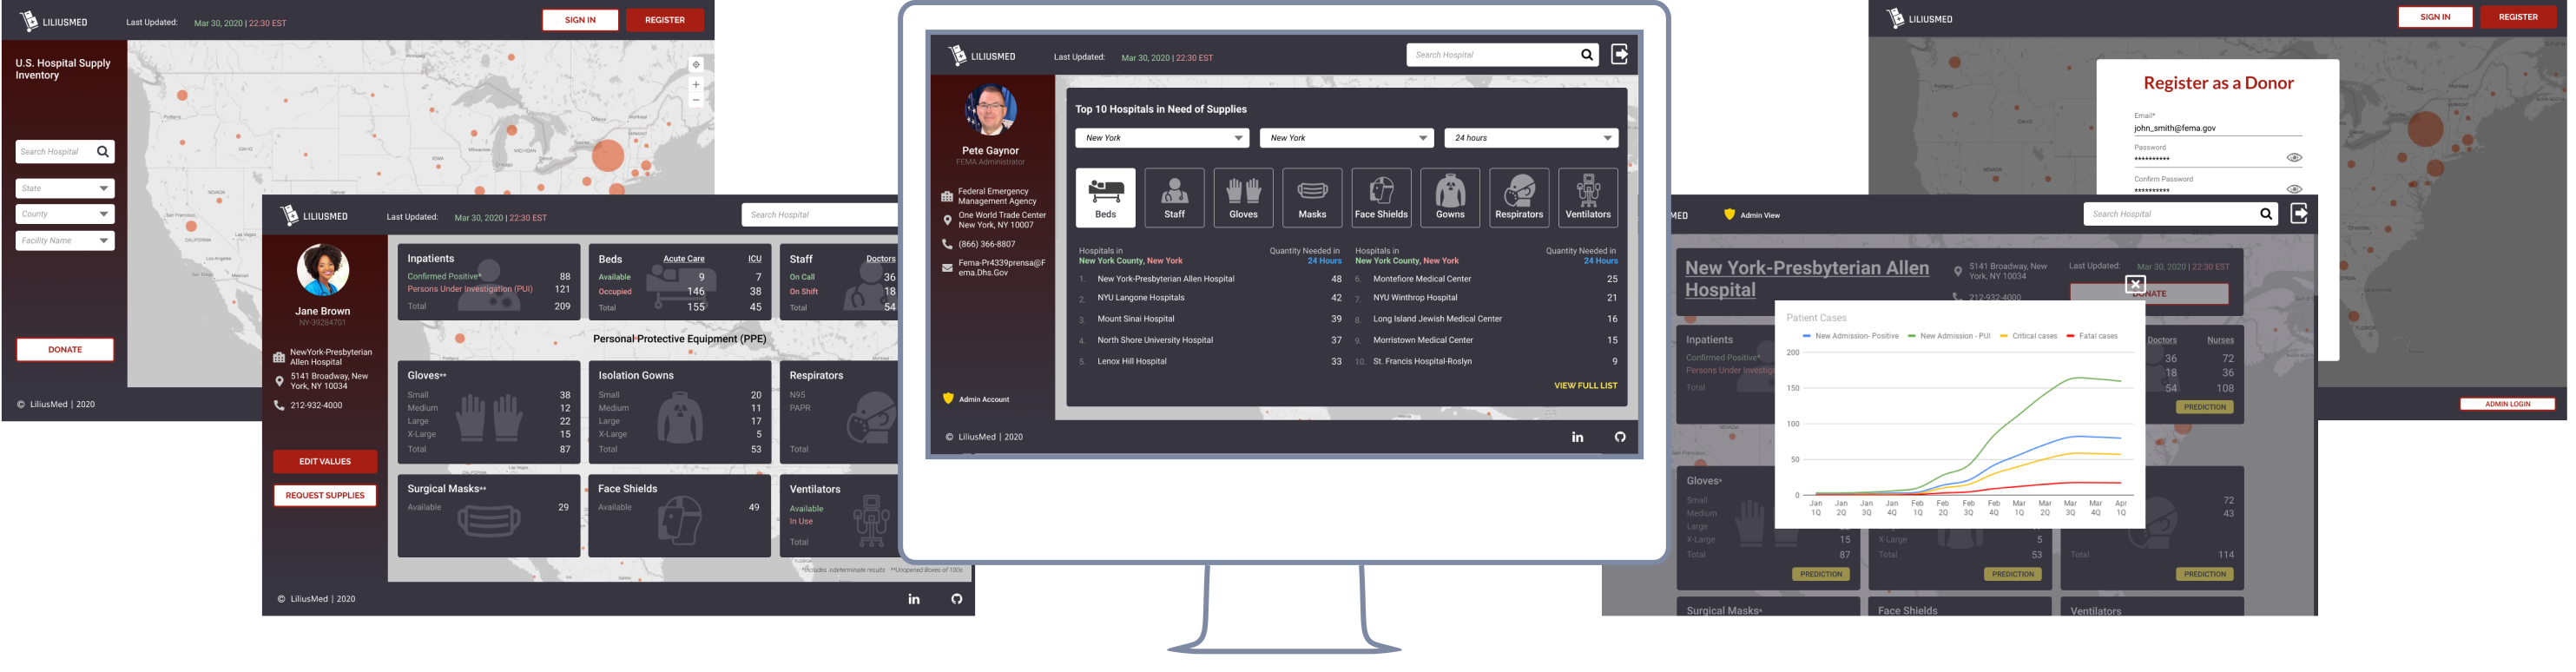 LILIUSMED
Last Updated: Mar 30, 2020 | 22:30 EST
SIGN IN
REGISTER
U.S. Hospital Supply
Inventory
Search Hospital
State
County
Facility Name
DONATE
© LiliusMed | 2020
LILIUSMED
Last Updated: Mar 30, 2020 | 22:30 EST
Search Hospital
Jane Brown
NY-39284701
NewYork-Presbyterian
Allen Hospital
5141 Broadway, New
York, NY 10034
212-932-4000
EDIT VALUES
REQUEST SUPPLIES
Inpatients
Confirmed Positive* 88
Persons Under Investigation (PUI) 121
Total 209
Beds Acute Care ICU
Available 9 7
Occupied 146 38
Total 155 45
Staff Doctors
On Call 36
On Shift 18
Total 54
Personal Protective Equipment (PPE)
Gloves**
Small 38
Medium 12
Large 22
X-Large 15
Total 87
Isolation Gowns
Small 20
Medium 11
Large 17
X-Large 5
Total 53
Respirators
N95
PAPR
Total
Surgical Masks**
Available 29
Face Shields
Available 49
Ventilators
Available
In Use
Total
*Includes indeterminate results **Unopened Boxes of 100s
© LiliusMed | 2020
in
LILIUSMED
Last Updated: Mar 30, 2020 | 22:30 EST
Search Hospital
Pete Gaynor
FEMA Administrator
Federal Emergency
Management Agency
One World Trade Center
New York, NY 10007
(866) 366-8807
Fema-Pr4339prensa@F
ema.Dhs.Gov
Admin Account
Top 10 Hospitals in Need of Supplies
New York
New York
24 hours
Beds
Staff
Gloves
Masks
Face Shields
Gowns
Respirators
Ventilators
Hospitals in Quantity Needed in
New York County, New York 24 Hours
1. New York-Presbyterian Allen Hospital 48
2. NYU Langone Hospitals 42
3. Mount Sinai Hospital 39
4. North Shore University Hospital 37
5. Lenox Hill Hospital 33
Hospitals in Quantity Needed in
New York County, New York 24 Hours
6. Montefiore Medical Center 25
7. NYU Winthrop Hospital 21
8. Long Island Jewish Medical Center 16
9. Morristown Medical Center 15
10. St. Francis Hospital-Roslyn 9
VIEW FULL LIST
© LiliusMed | 2020
in
LILIUSMED
SIGN IN
REGISTER
Register as a Donor
Email*
john_smith@fema.gov
Password
**********
Confirm Password
**********
ADMIN LOGIN
MED
Admin View
Search Hospital
New York-Presbyterian Allen
Hospital
5141 Broadway, New
York, NY 10034
212-932-4000
Last Updated: Mar 30, 2020 | 22:30 EST
DONATE
Inpatients
Confirmed Positive*
Persons Under Investiga
Total
Doctors Nurses
36 72
18 36
54 108
PREDICTION
Patient Cases
New Admission- Positive
New Admission - PUI
Critical cases
Fatal cases
200
150
100
50
0
Jan 1Q
Jan 2Q
Jan 3Q
Jan 4Q
Feb 1Q
Feb 2Q
Feb 3Q
Feb 4Q
Mar 1Q
Mar 2Q
Mar 3Q
Mar 4Q
Apr 1Q
Gloves*
Small
Medium
Large
X-Large 15
Total 87
PREDICTION
X-Large 5
Total 53
PREDICTION
72
43
Total 114
PREDICTION
Surgical Masks*
Face Shields
Ventilators